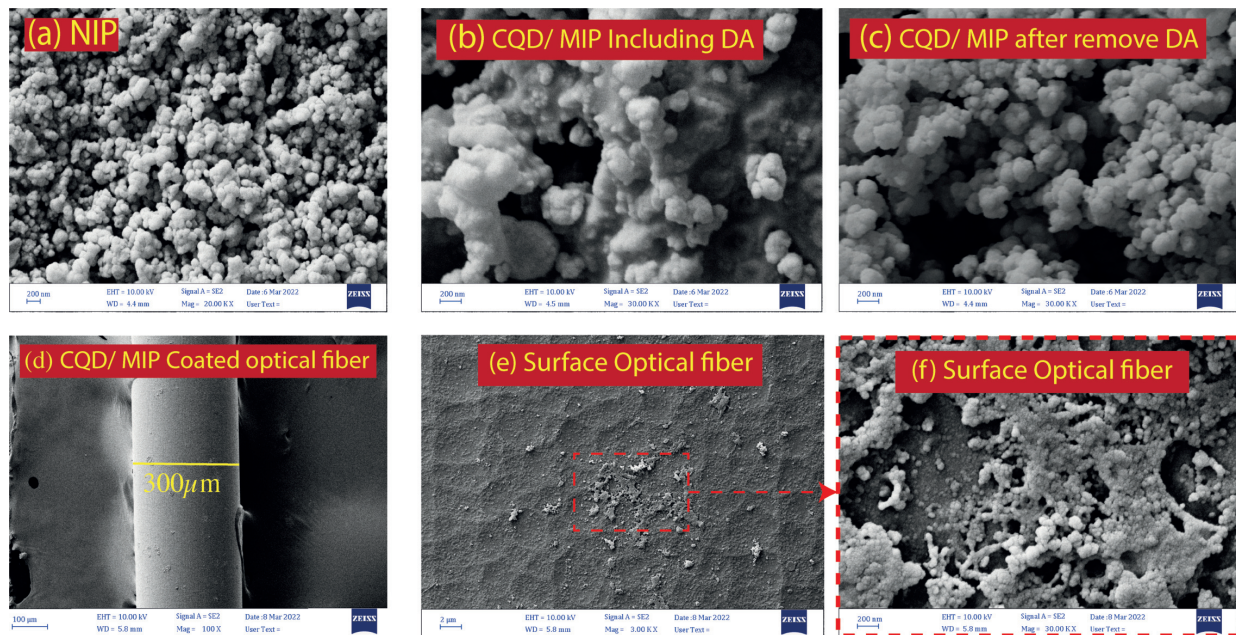 (a) NIP
200 nm
EHT = 10.00 kV Signal A = SE2 Date :6 Mar 2022
WD = 4.4 mm Mag = 20.00 K X User Text =
ZEISS
(b) CQD/ MIP Including DA
200 nm
EHT = 10.00 kV Signal A = SE2 Date :6 Mar 2022
WD = 4.5 mm Mag = 30.00 K X User Text =
ZEISS
(c) CQD/ MIP after remove DA
200 nm
EHT = 10.00 kV Signal A = SE2 Date :6 Mar 2022
WD = 4.4 mm Mag = 30.00 K X User Text =
ZEISS
(d) CQD/ MIP Coated optical fiber
300μm
100 μm
EHT = 10.00 kV Signal A = SE2 Date :8 Mar 2022
WD = 5.8 mm Mag = 100 X User Text =
ZEISS
(e) Surface Optical fiber
2 μm
EHT = 10.00 kV Signal A = SE2 Date :8 Mar 2022
WD = 5.8 mm Mag = 3.00 K X User Text =
ZEISS
(f) Surface Optical fiber
200 nm
EHT = 10.00 kV Signal A = SE2 Date :8 Mar 2022
WD = 5.8 mm Mag = 30.00 K X User Text =
ZEISS